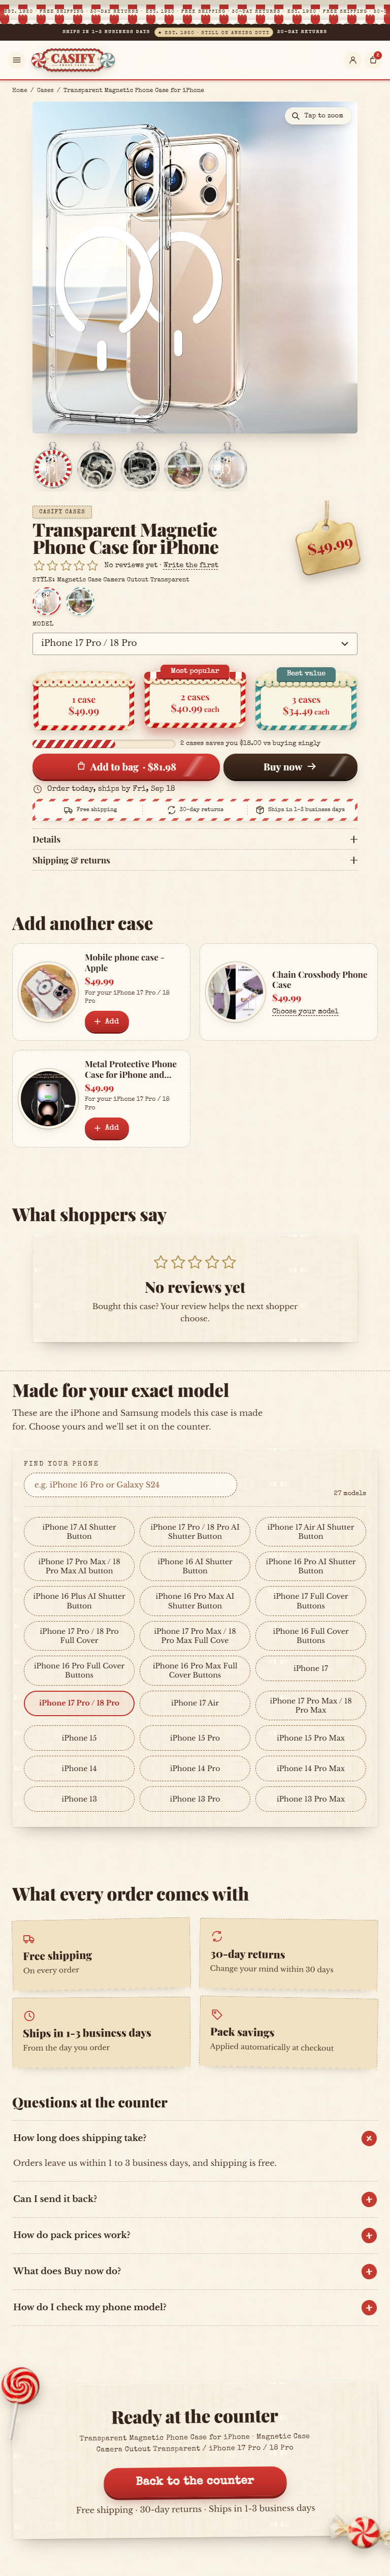 EST. 1920 FREE SHIPPING 30-DAY RETURNS EST. 1920 FREE SHIPPING 30-DAY RETURNS EST. 1920 FREE SHIPPING
SHIPS IN 1-3 BUSINESS DAYS ★ EST. 1920 · STILL ON AWNING DUTY 30-DAY RETURNS
CASIFY
Home / Cases / Transparent Magnetic Phone Case for iPhone
Tap to zoom
CASIFY CASES
Transparent Magnetic
Phone Case for iPhone
$49.99
No reviews yet · Write the first
STYLE: Magnetic Case Camera Cutout Transparent
MODEL
iPhone 17 Pro / 18 Pro
Most popular
Best value
1 case
$49.99
2 cases
$40.99 each
3 cases
$34.49 each
2 cases saves you $18.00 vs buying singly
Add to bag · $81.98
Buy now →
Order today, ships by Fri, Sep 18
Free shipping
30-day returns
Ships in 1-3 business days
Details
Shipping & returns
Add another case
Mobile phone case -
Apple
$49.99
For your iPhone 17 Pro / 18
Pro
+ Add
Chain Crossbody Phone
Case
$49.99
Choose your model
Metal Protective Phone
Case for iPhone and...
$49.99
For your iPhone 17 Pro / 18
Pro
+ Add
What shoppers say
No reviews yet
Bought this case? Your review helps the next shopper
choose.
Made for your exact model
These are the iPhone and Samsung models this case is made
for. Choose yours and we'll set it on the counter.
FIND YOUR PHONE
e.g. iPhone 16 Pro or Galaxy S24
27 models
iPhone 17 AI Shutter
Button
iPhone 17 Pro / 18 Pro AI
Shutter Button
iPhone 17 Air AI Shutter
Button
iPhone 17 Pro Max / 18
Pro Max AI button
iPhone 16 AI Shutter
Button
iPhone 16 Pro AI Shutter
Button
iPhone 16 Plus AI Shutter
Button
iPhone 16 Pro Max AI
Shutter Button
iPhone 17 Full Cover
Buttons
iPhone 17 Pro / 18 Pro
Full Cover
iPhone 17 Pro Max / 18
Pro Max Full Cove
iPhone 16 Full Cover
Buttons
iPhone 16 Pro Full Cover
Buttons
iPhone 16 Pro Max Full
Cover Buttons
iPhone 17
iPhone 17 Pro / 18 Pro
iPhone 17 Air
iPhone 17 Pro Max / 18
Pro Max
iPhone 15
iPhone 15 Pro
iPhone 15 Pro Max
iPhone 14
iPhone 14 Pro
iPhone 14 Pro Max
iPhone 13
iPhone 13 Pro
iPhone 13 Pro Max
What every order comes with
Free shipping
On every order
30-day returns
Change your mind within 30 days
Ships in 1-3 business days
From the day you order
Pack savings
Applied automatically at checkout
Questions at the counter
How long does shipping take?
Orders leave us within 1 to 3 business days, and shipping is free.
Can I send it back?
How do pack prices work?
What does Buy now do?
How do I check my phone model?
Ready at the counter
Transparent Magnetic Phone Case for iPhone · Magnetic Case
Camera Cutout Transparent / iPhone 17 Pro / 18 Pro
Back to the counter
Free shipping · 30-day returns · Ships in 1-3 business days